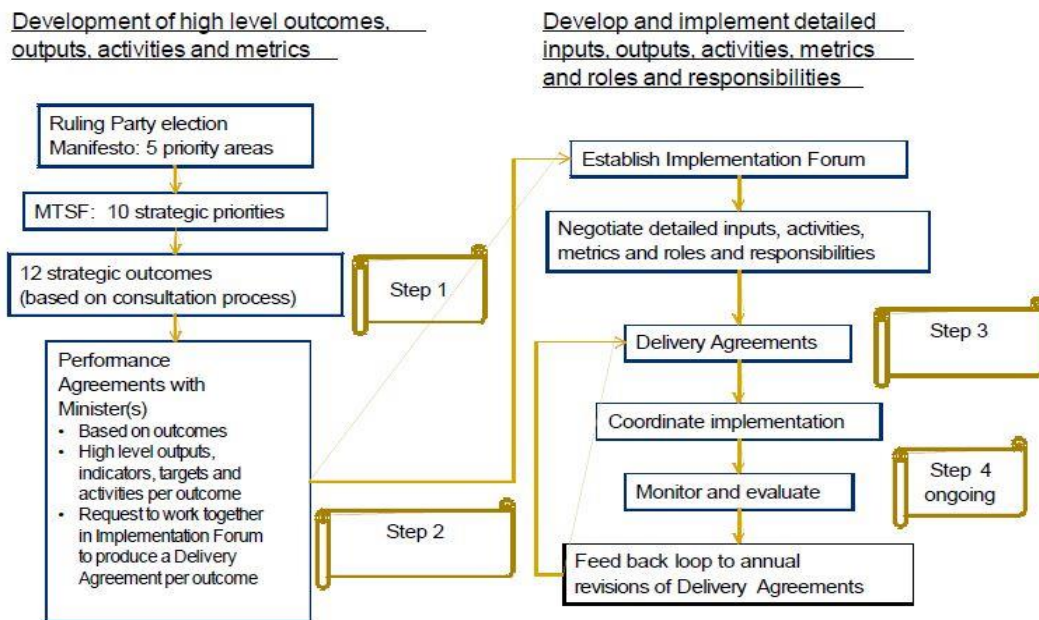 Development of high level outcomes,
outputs, activities and metrics
Ruling Party election
Manifesto: 5 priority areas
MTSF: 10 strategic priorities
12 strategic outcomes
(based on consultation process)
Step 1
Performance
Agreements with
Minister(s)
• Based on outcomes
• High level outputs,
indicators, targets and
activities per outcome
• Request to work together
in Implementation Forum
to produce a Delivery
Agreement per outcome
Step 2
Develop and implement detailed
inputs, outputs, activities, metrics
and roles and responsibilities
Establish Implementation Forum
Negotiate detailed inputs, activities,
metrics and roles and responsibilities
Delivery Agreements
Step 3
Coordinate implementation
Monitor and evaluate
Step 4
ongoing
Feed back loop to annual
revisions of Delivery Agreements